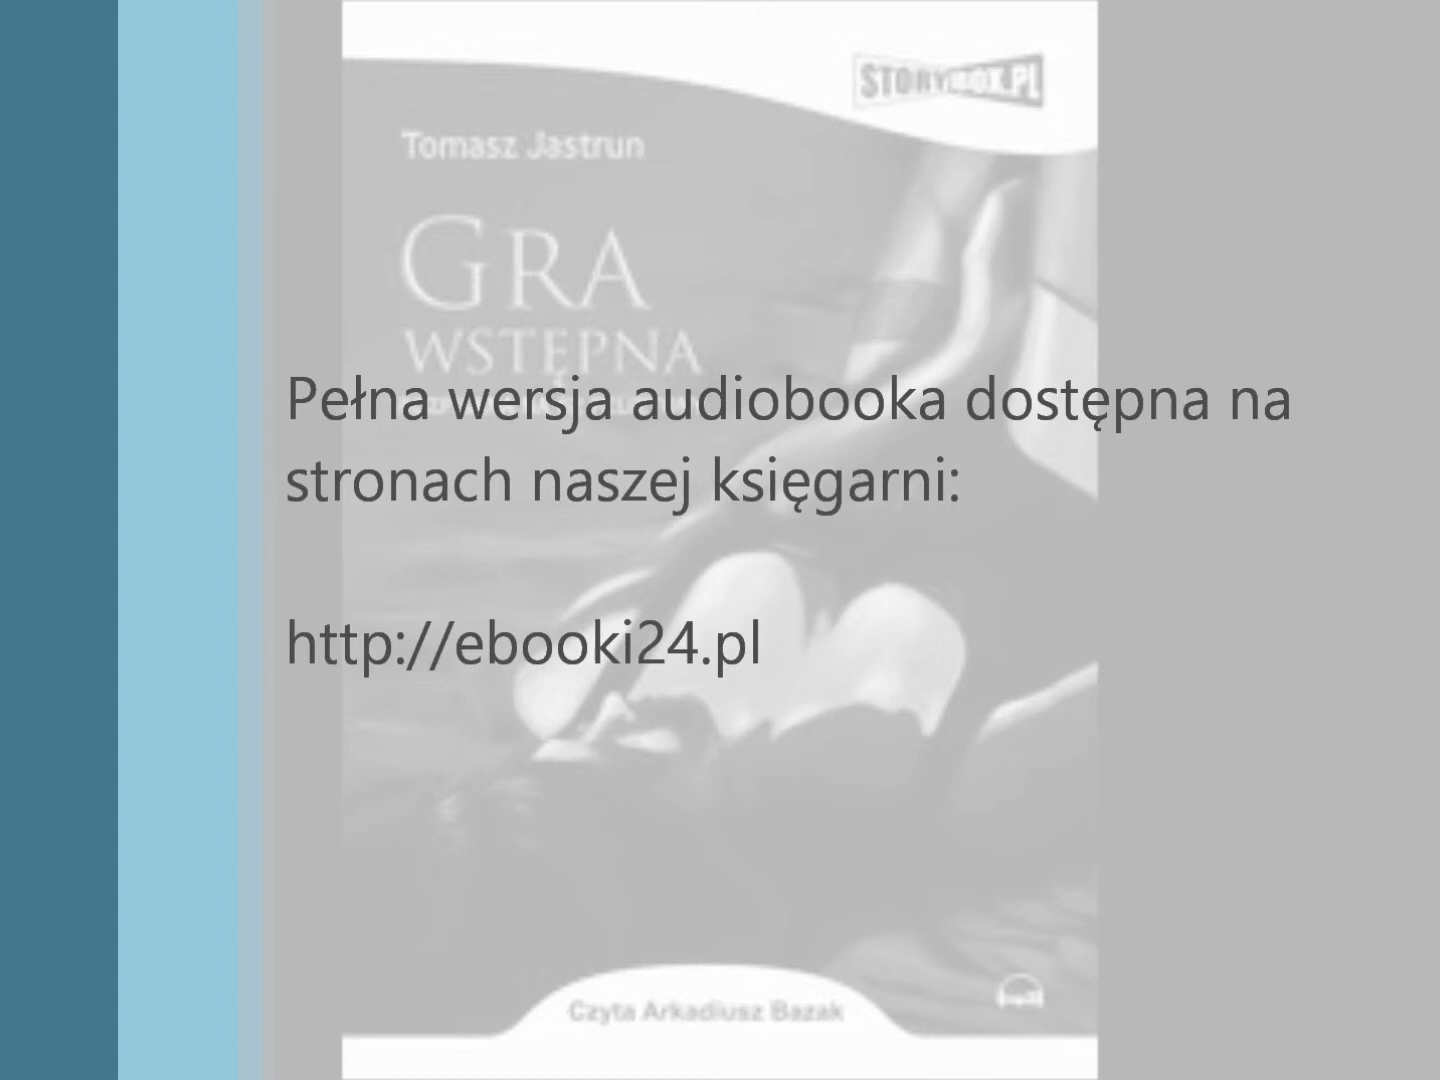 STORYBOX.PL
Tomasz Jastrun
GRA
WSTĘPNA
Pełna wersja audiobooka dostępna na
stronach naszej księgarni:
http://ebooki24.pl
Czyta Arkadiusz Bazak